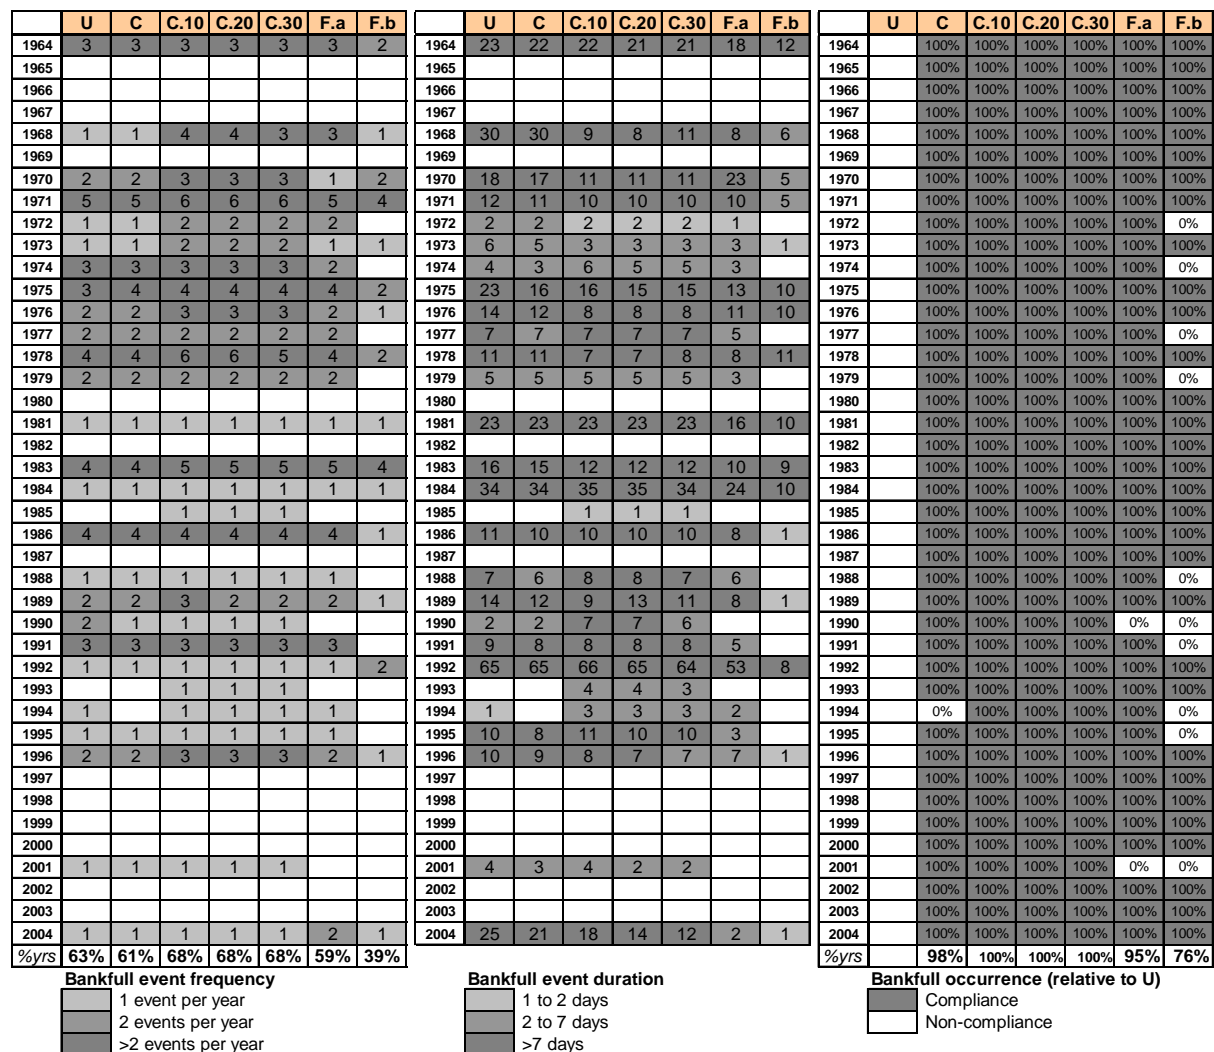 U C C.10 C.20 C.30 F.a F.b U C C.10 C.20 C.30 F.a F.b U C C.10 C.20 C.30 F.a F.b
1964 3 3 3 3 3 3 2 1964 23 22 22 21 21 18 12 1964 100% 100% 100% 100% 100% 100%
1965 1965 1965 100% 100% 100% 100% 100% 100%
1966 1966 1966 100% 100% 100% 100% 100% 100%
1967 1967 1967 100% 100% 100% 100% 100% 100%
1968 1 1 4 4 3 3 1 1968 30 30 9 8 11 8 6 1968 100% 100% 100% 100% 100% 100%
1969 1969 1969 100% 100% 100% 100% 100% 100%
1970 2 2 3 3 3 1 2 1970 18 17 11 11 11 23 5 1970 100% 100% 100% 100% 100% 100%
1971 5 5 6 6 6 5 4 1971 12 11 10 10 10 10 5 1971 100% 100% 100% 100% 100% 100%
1972 1 1 2 2 2 2 1972 2 2 2 2 2 1 1972 100% 100% 100% 100% 100% 0%
1973 1 1 2 2 2 1 1 1973 6 5 3 3 3 3 1 1973 100% 100% 100% 100% 100% 100%
1974 3 3 3 3 3 2 1974 4 3 6 5 5 3 1974 100% 100% 100% 100% 100% 0%
1975 3 4 4 4 4 4 2 1975 23 16 16 15 15 13 10 1975 100% 100% 100% 100% 100% 100%
1976 2 2 3 3 3 2 1 1976 14 12 8 8 8 11 10 1976 100% 100% 100% 100% 100% 100%
1977 2 2 2 2 2 2 1977 7 7 7 7 7 5 1977 100% 100% 100% 100% 100% 0%
1978 4 4 6 6 5 4 2 1978 11 11 7 7 8 8 11 1978 100% 100% 100% 100% 100% 100%
1979 2 2 2 2 2 2 1979 5 5 5 5 5 3 1979 100% 100% 100% 100% 100% 0%
1980 1980 1980 100% 100% 100% 100% 100% 100%
1981 1 1 1 1 1 1 1 1981 23 23 23 23 23 16 10 1981 100% 100% 100% 100% 100% 100%
1982 1982 1982 100% 100% 100% 100% 100% 100%
1983 4 4 5 5 5 5 4 1983 16 15 12 12 12 10 9 1983 100% 100% 100% 100% 100% 100%
1984 1 1 1 1 1 1 1 1984 34 34 35 35 34 24 10 1984 100% 100% 100% 100% 100% 100%
1985 1 1 1 1985 1 1 1 1985 100% 100% 100% 100% 100% 100%
1986 4 4 4 4 4 4 1 1986 11 10 10 10 10 8 1 1986 100% 100% 100% 100% 100% 100%
1987 1987 1987 100% 100% 100% 100% 100% 100%
1988 1 1 1 1 1 1 1988 7 6 8 8 7 6 1988 100% 100% 100% 100% 100% 0%
1989 2 2 3 2 2 2 1 1989 14 12 9 13 11 8 1 1989 100% 100% 100% 100% 100% 100%
1990 2 1 1 1 1 1990 2 2 7 7 6 1990 100% 100% 100% 100% 0% 0%
1991 3 3 3 3 3 3 1991 9 8 8 8 8 5 1991 100% 100% 100% 100% 100% 0%
1992 1 1 1 1 1 1 2 1992 65 65 66 65 64 53 8 1992 100% 100% 100% 100% 100% 100%
1993 1 1 1 1993 4 4 3 1993 100% 100% 100% 100% 100% 100%
1994 1 1 1 1 1 1994 1 3 3 3 2 1994 0% 100% 100% 100% 100% 0%
1995 1 1 1 1 1 1 1995 10 8 11 10 10 3 1995 100% 100% 100% 100% 100% 0%
1996 2 2 3 3 3 2 1 1996 10 9 8 7 7 7 1 1996 100% 100% 100% 100% 100% 100%
1997 1997 1997 100% 100% 100% 100% 100% 100%
1998 1998 1998 100% 100% 100% 100% 100% 100%
1999 1999 1999 100% 100% 100% 100% 100% 100%
2000 2000 2000 100% 100% 100% 100% 100% 100%
2001 1 1 1 1 1 2001 4 3 4 2 2 2001 100% 100% 100% 100% 0% 0%
2002 2002 2002 100% 100% 100% 100% 100% 100%
2003 2003 2003 100% 100% 100% 100% 100% 100%
2004 1 1 1 1 1 2 1 2004 25 21 18 14 12 2 1 2004 100% 100% 100% 100% 100% 100%
%yrs 63% 61% 68% 68% 68% 59% 39% %yrs 98% 100% 100% 100% 95% 76%
Bankfull event frequency Bankfull event duration Bankfull occurrence (relative to U)
1 event per year 1 to 2 days Compliance
2 events per year 2 to 7 days Non-compliance
>2 events per year >7 days